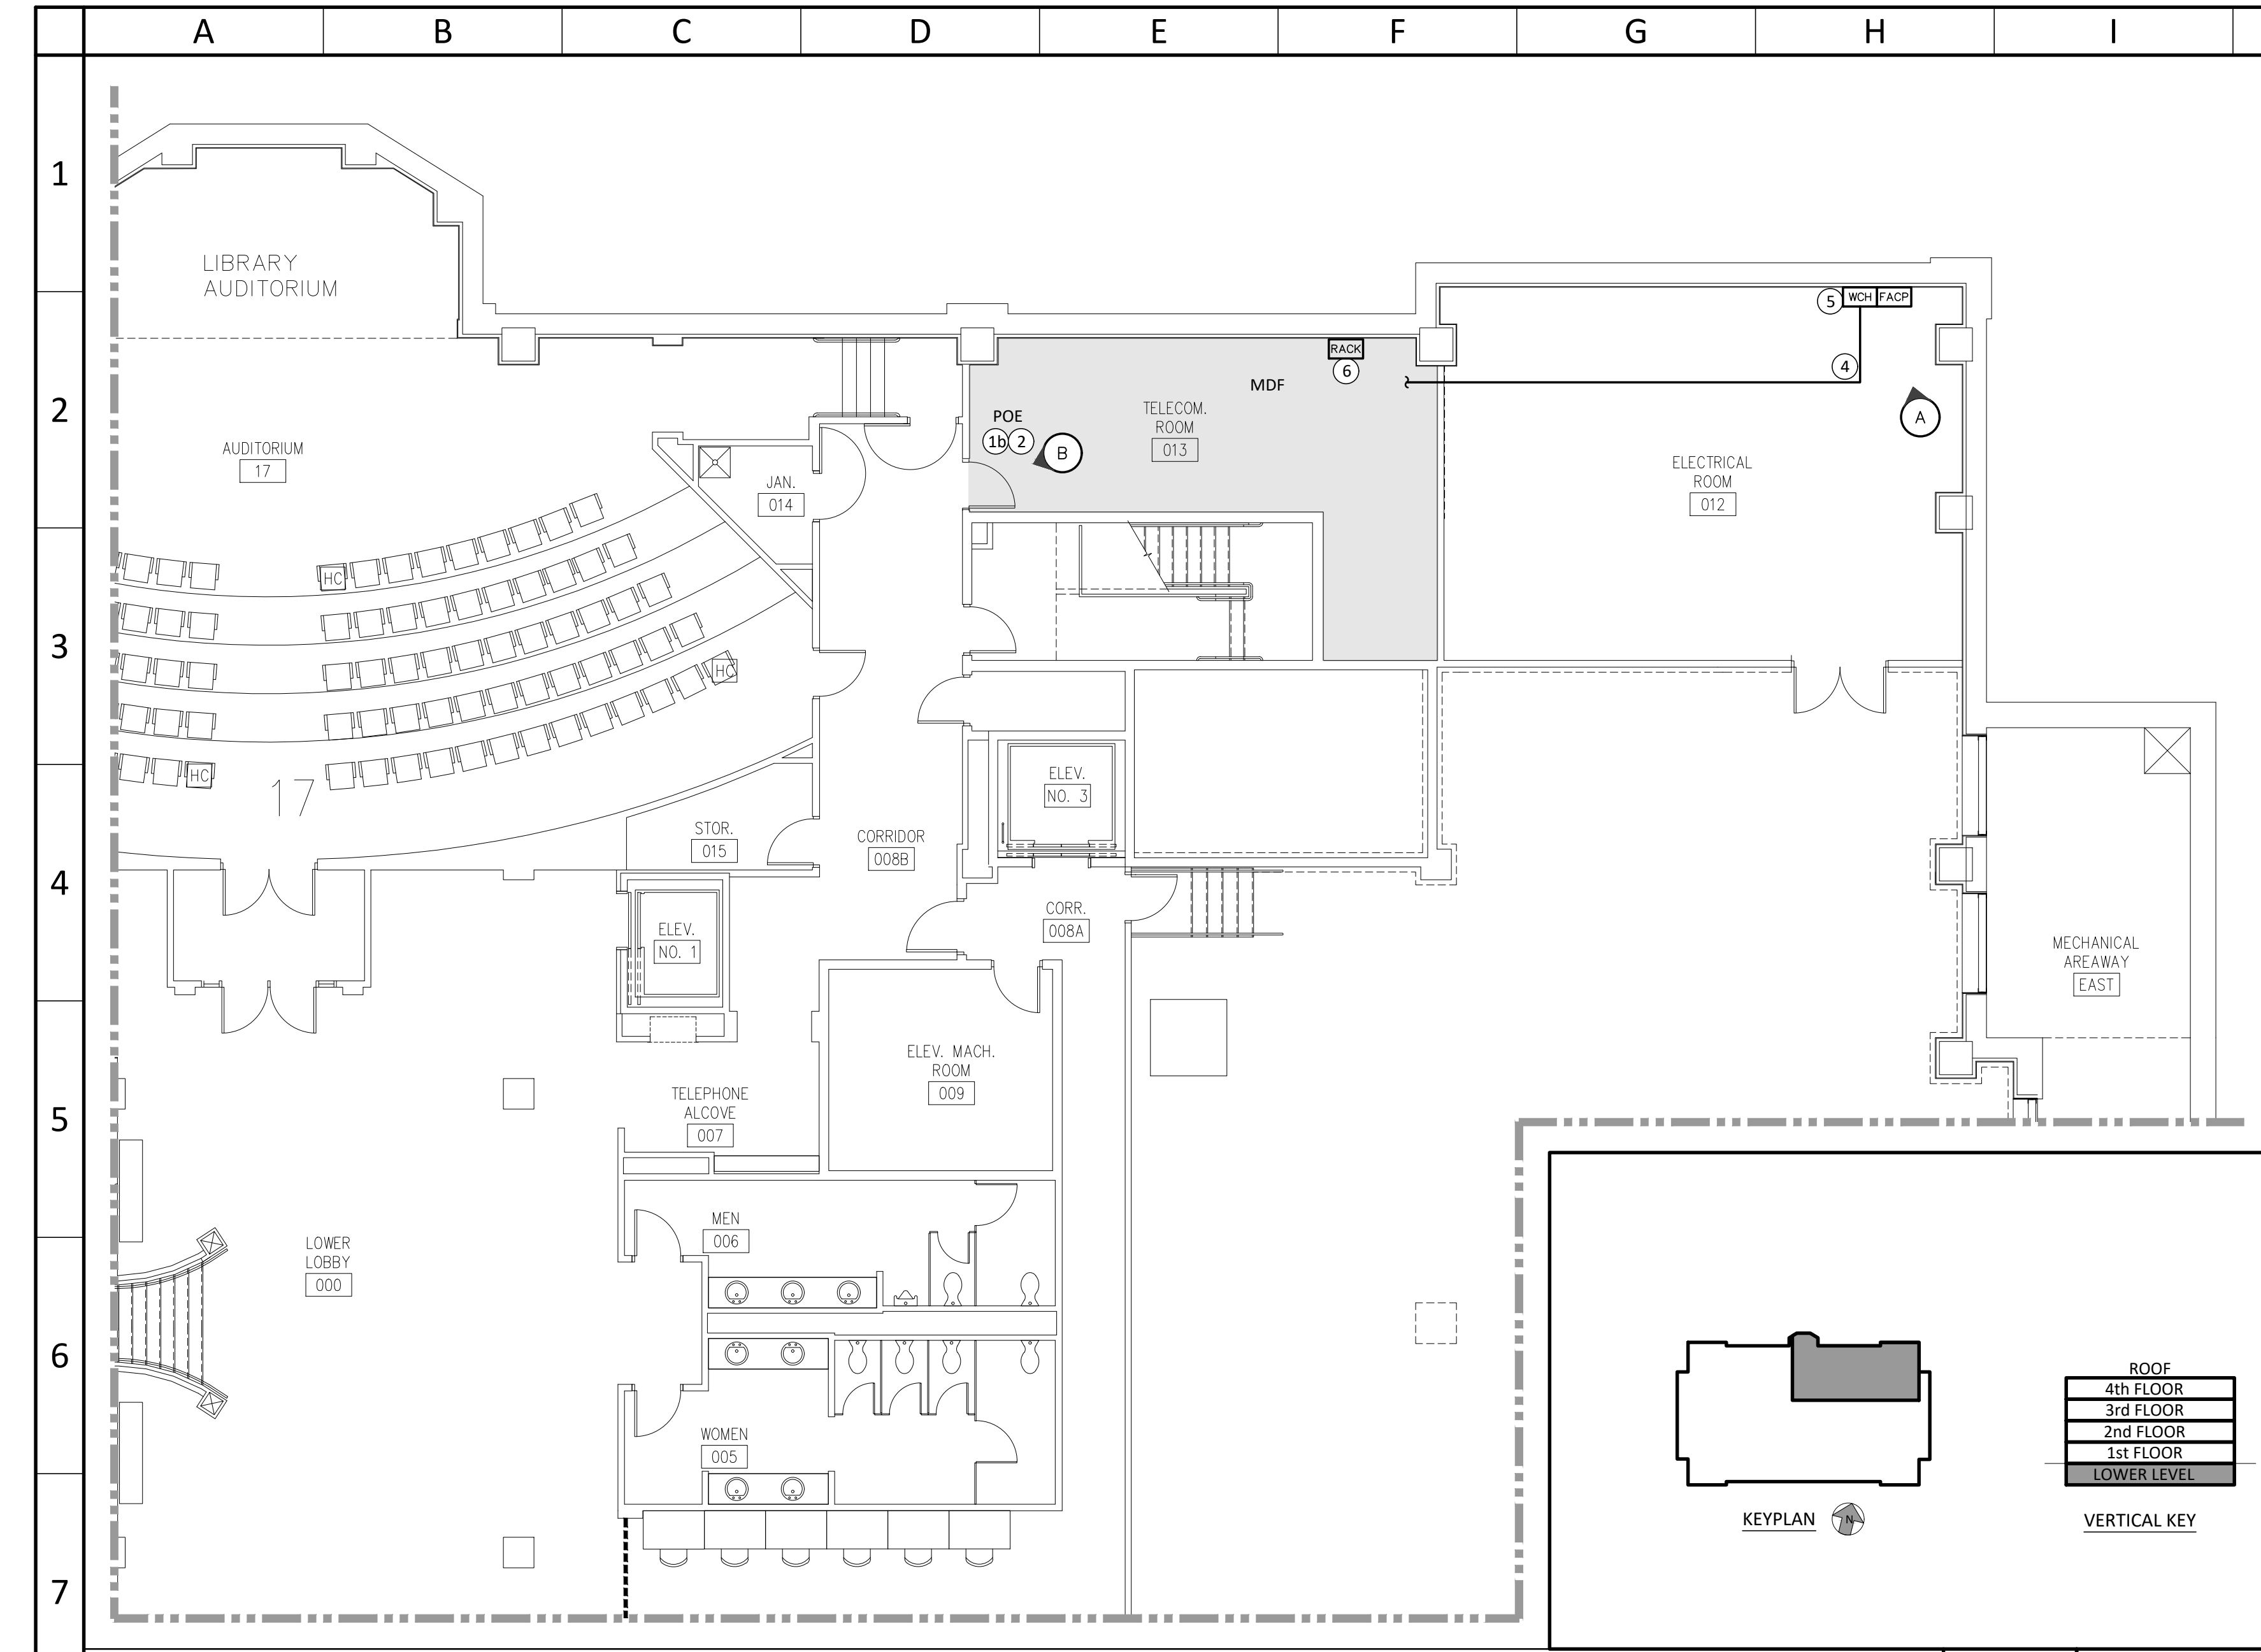 A B C D E F G H I
1
LIBRARY
AUDITORIUM
5 WCH FACP
RACK
6
4
MDF
2
POE
1b 2
B
TELECOM.
ROOM
013
A
AUDITORIUM
17
JAN.
014
ELECTRICAL
ROOM
012
HC
3
HC
HC
17
ELEV.
NO. 3
STOR.
015
CORRIDOR
008B
4
ELEV.
NO. 1
CORR.
008A
MECHANICAL
AREAWAY
EAST
ELEV. MACH.
ROOM
009
5
TELEPHONE
ALCOVE
007
MEN
006
LOWER
LOBBY
000
6
WOMEN
005
ROOF
4th FLOOR
3rd FLOOR
2nd FLOOR
1st FLOOR
LOWER LEVEL
KEYPLAN N
VERTICAL KEY
7